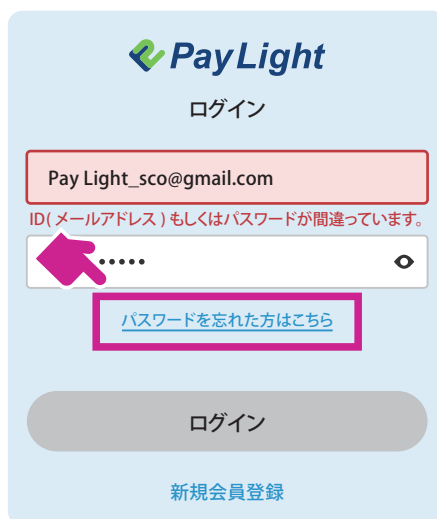 Pay Light
ログイン
Pay Light_sco@gmail.com
ID( メールアドレス ) もしくはパスワードが間違っています。
•••••
パスワードを忘れた方はこちら
ログイン
新規会員登録